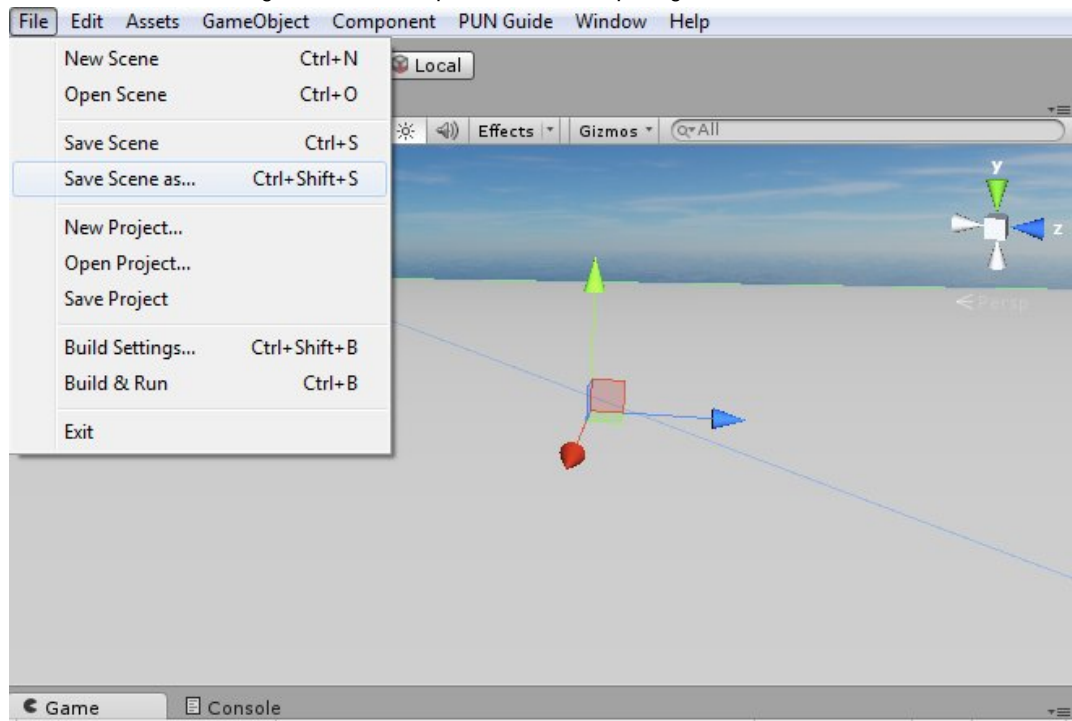 File Edit Assets GameObject Component PUN Guide Window Help
New Scene Ctrl+N
Local
Open Scene Ctrl+O
Effects Gizmos All
Save Scene Ctrl+S
Save Scene as... Ctrl+Shift+S
y
z
New Project...
Open Project...
Save Project
Persp
Build Settings... Ctrl+Shift+B
Build & Run Ctrl+B
Exit
Game Console